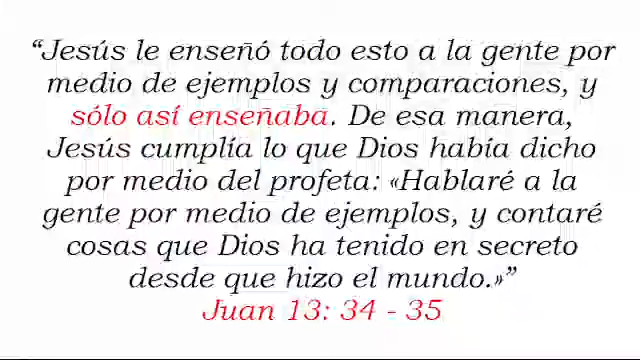 “Jesús le enseñó todo esto a la gente por
medio de ejemplos y comparaciones, y
sólo así enseñaba. De esa manera,
Jesús cumplía lo que Dios había dicho
por medio del profeta: «Hablaré a la
gente por medio de ejemplos, y contaré
cosas que Dios ha tenido en secreto
desde que hizo el mundo.»”
Juan 13: 34 - 35